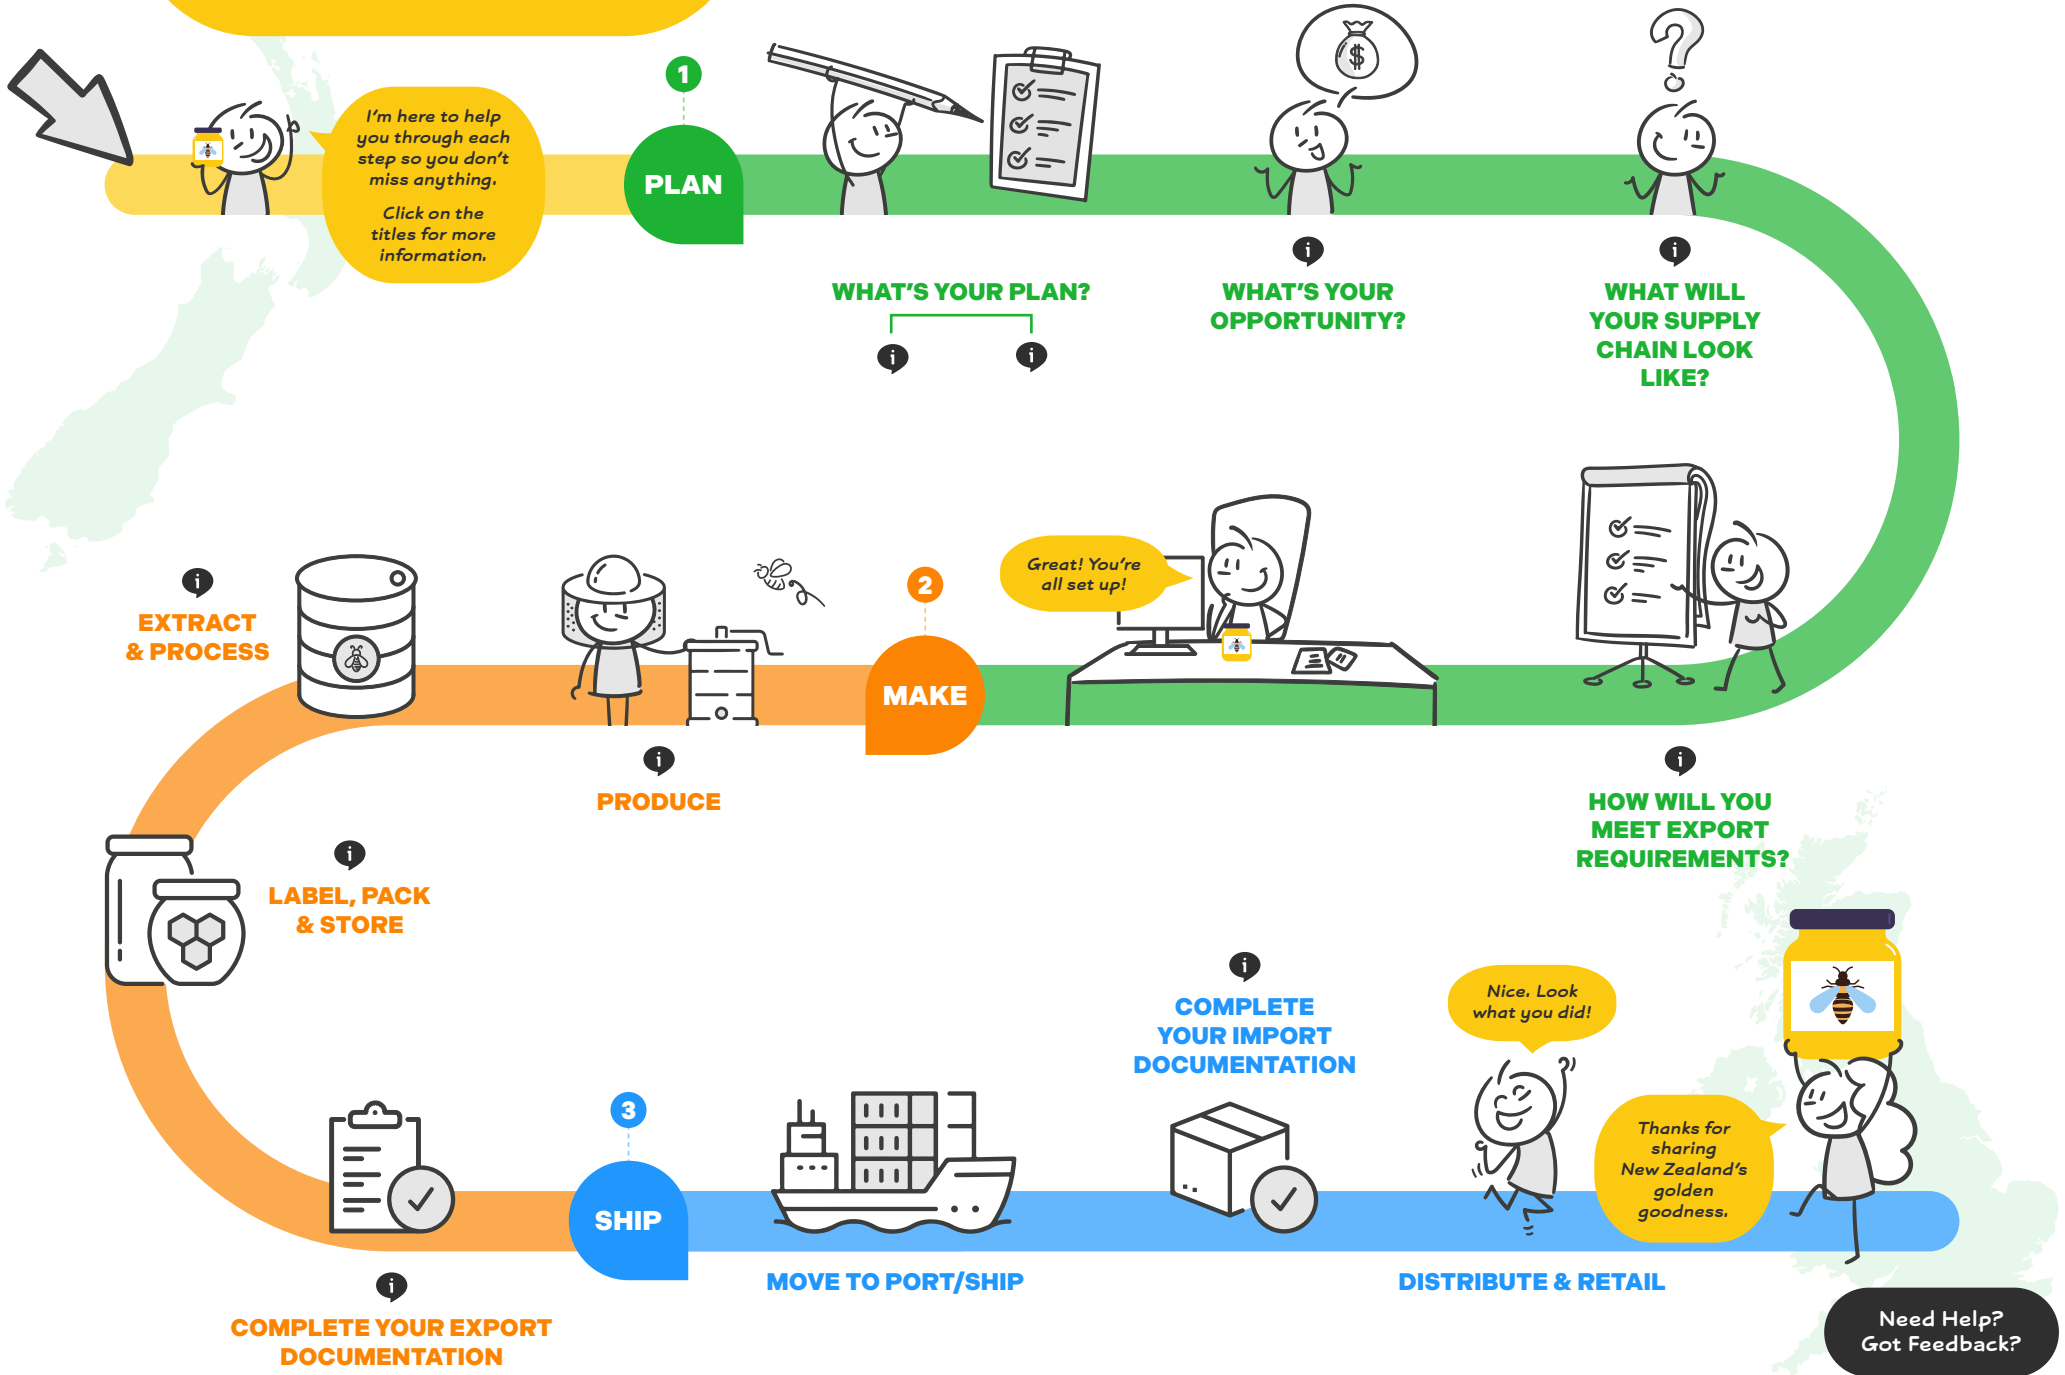 I'm here to help
you through each
step so you don't
miss anything.
Click on the
titles for more
information.
1
PLAN
$
?
WHAT'S YOUR PLAN?
i
i
i
WHAT'S YOUR
OPPORTUNITY?
i
WHAT WILL
YOUR SUPPLY
CHAIN LOOK
LIKE?
i
HOW WILL YOU
MEET EXPORT
REQUIREMENTS?
Great! You're
all set up!
2
MAKE
i
PRODUCE
i
EXTRACT
& PROCESS
i
LABEL, PACK
& STORE
i
COMPLETE YOUR EXPORT
DOCUMENTATION
3
SHIP
MOVE TO PORT/SHIP
i
COMPLETE
YOUR IMPORT
DOCUMENTATION
Nice. Look
what you did!
DISTRIBUTE & RETAIL
Thanks for
sharing
New Zealand's
golden
goodness.
Need Help?
Got Feedback?